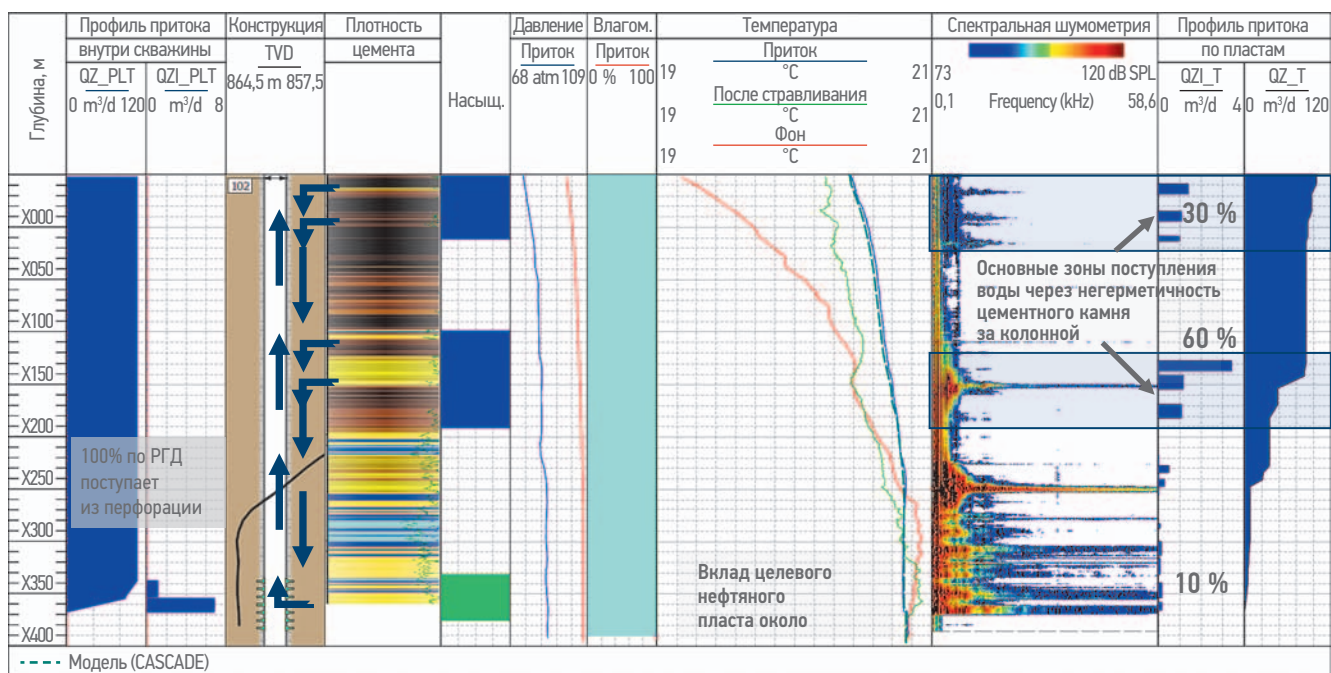 Глубина, м
Профиль притока
внутри скважины
QZ_PLT
0 m³/d 120
QZI_PLT
0 m³/d 8
Конструкция
TVD
864,5 m 857,5
Плотность
цемента
Насыщ.
Давление
Приток
68 atm 109
Влагом.
Приток
0 % 100
Температура
Приток
19 °C 21
После стравливания
19 °C 21
Фон
19 °C 21
Спектральная шумометрия
73 120 dB SPL
0,1 Frequency (kHz) 58,6
Профиль притока
по пластам
QZI_T
0 m³/d 4
QZ_T
0 m³/d 120
102
X000
X050
X100
X150
X200
X250
X300
X350
X400
30 %
Основные зоны поступления
воды через негерметичность
цементного камня
за колонной
60 %
100% по РГД
поступает
из перфорации
Вклад целевого
нефтяного
пласта около
10 %
Модель (CASCADE)